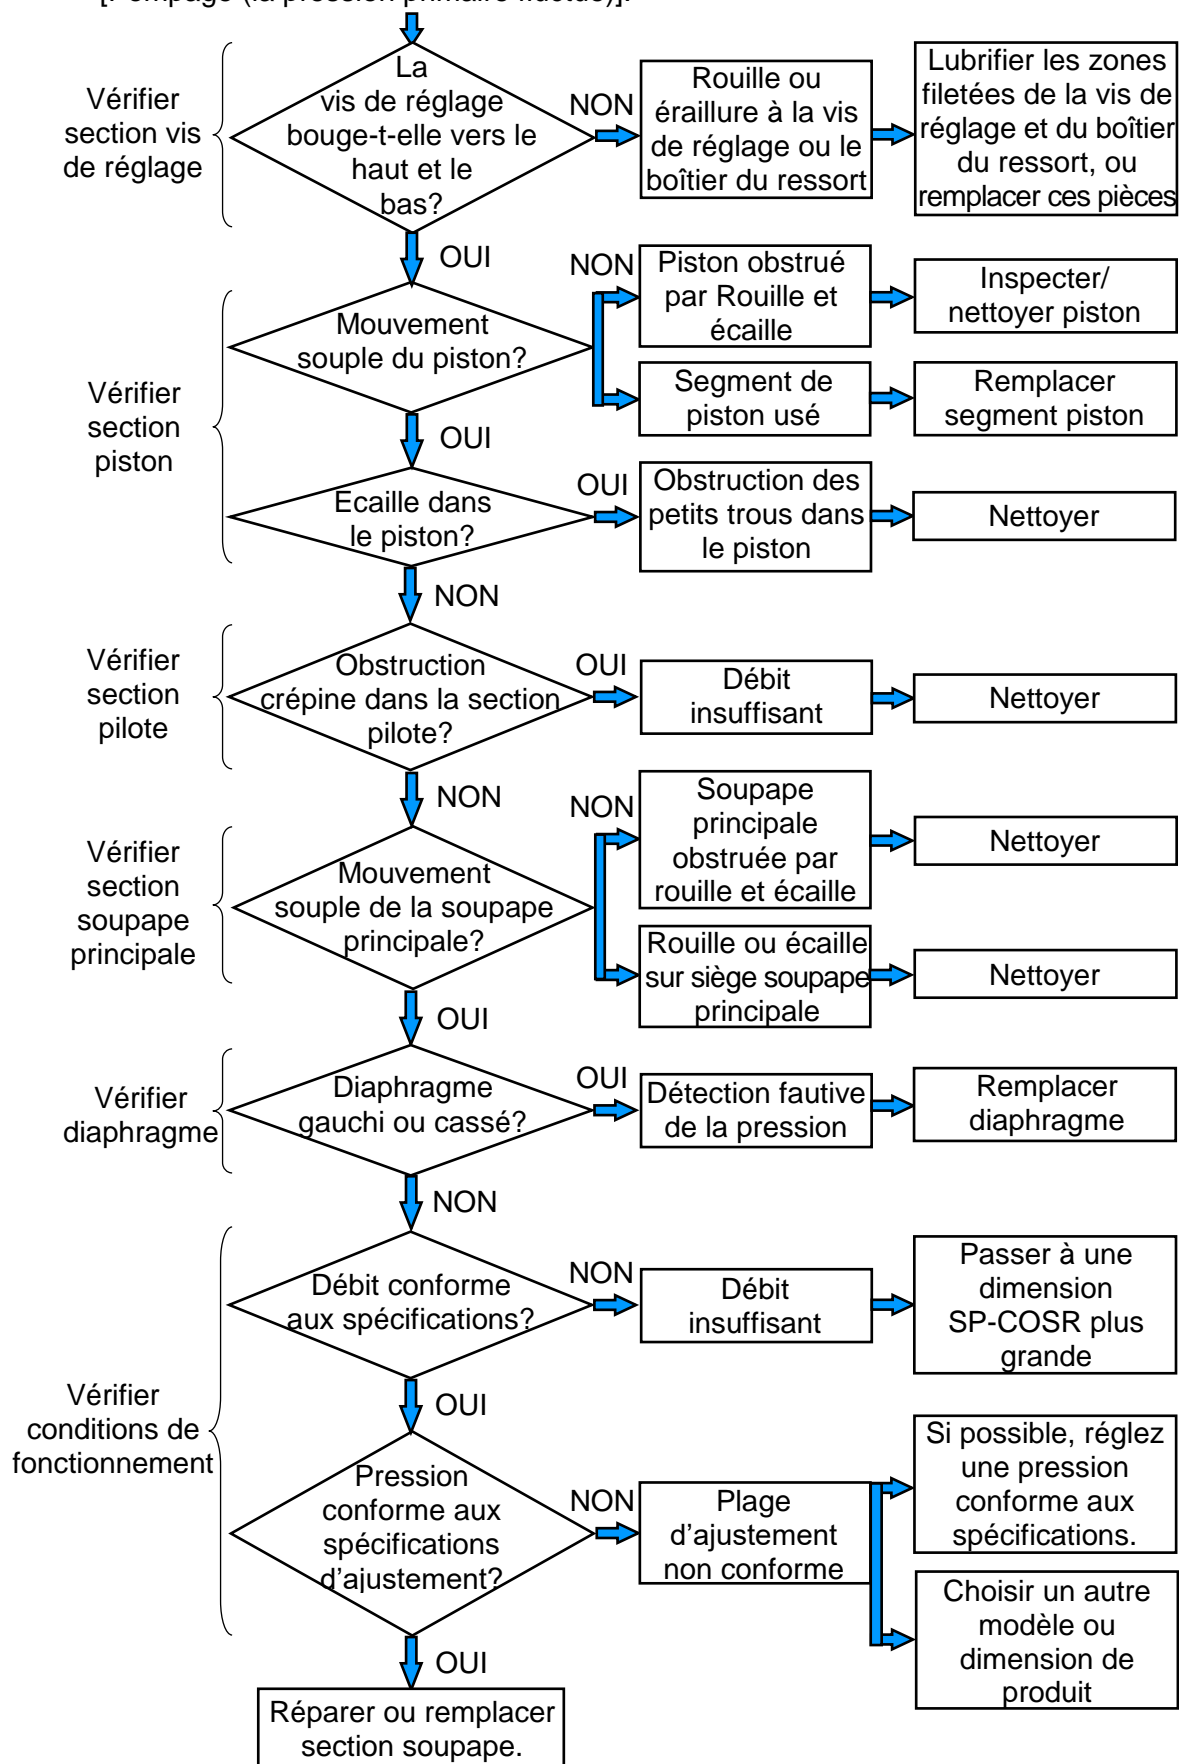 [Pompage (la pression primaire fluctue)].
Vérifier
section vis
de réglage
La
vis de réglage
bouge-t-elle vers le
haut et le
bas?
NON
Rouille ou
éraillure à la vis
de réglage ou le
boîtier du ressort
Lubrifier les zones
filetées de la vis de
réglage et du boîtier
du ressort, ou
remplacer ces pièces
OUI
Vérifier
section
piston
Mouvement
souple du piston?
NON
Piston obstrué
par Rouille et
écaille
Inspecter/
nettoyer piston
Segment de
piston usé
Remplacer
segment piston
OUI
Ecaille dans
le piston?
OUI
Obstruction des
petits trous dans
le piston
Nettoyer
NON
Vérifier
section
pilote
Obstruction
crépine dans la section
pilote?
OUI
Débit
insuffisant
Nettoyer
NON
Vérifier
section
soupape
principale
Mouvement
souple de la soupape
principale?
NON
Soupape
principale
obstruée par
rouille et écaille
Nettoyer
Rouille ou écaille
sur siège soupape
principale
Nettoyer
OUI
Vérifier
diaphragme
Diaphragme
gauchi ou cassé?
OUI
Détection fautive
de la pression
Remplacer
diaphragme
NON
Vérifier
conditions de
fonctionnement
Débit conforme
aux spécifications?
NON
Débit
insuffisant
Passer à une
dimension
SP-COSR plus
grande
OUI
Pression
conforme aux
spécifications
d'ajustement?
NON
Plage
d'ajustement
non conforme
Si possible, réglez
une pression
conforme aux
spécifications.
Choisir un autre
modèle ou
dimension de
produit
OUI
Réparer ou remplacer
section soupape.